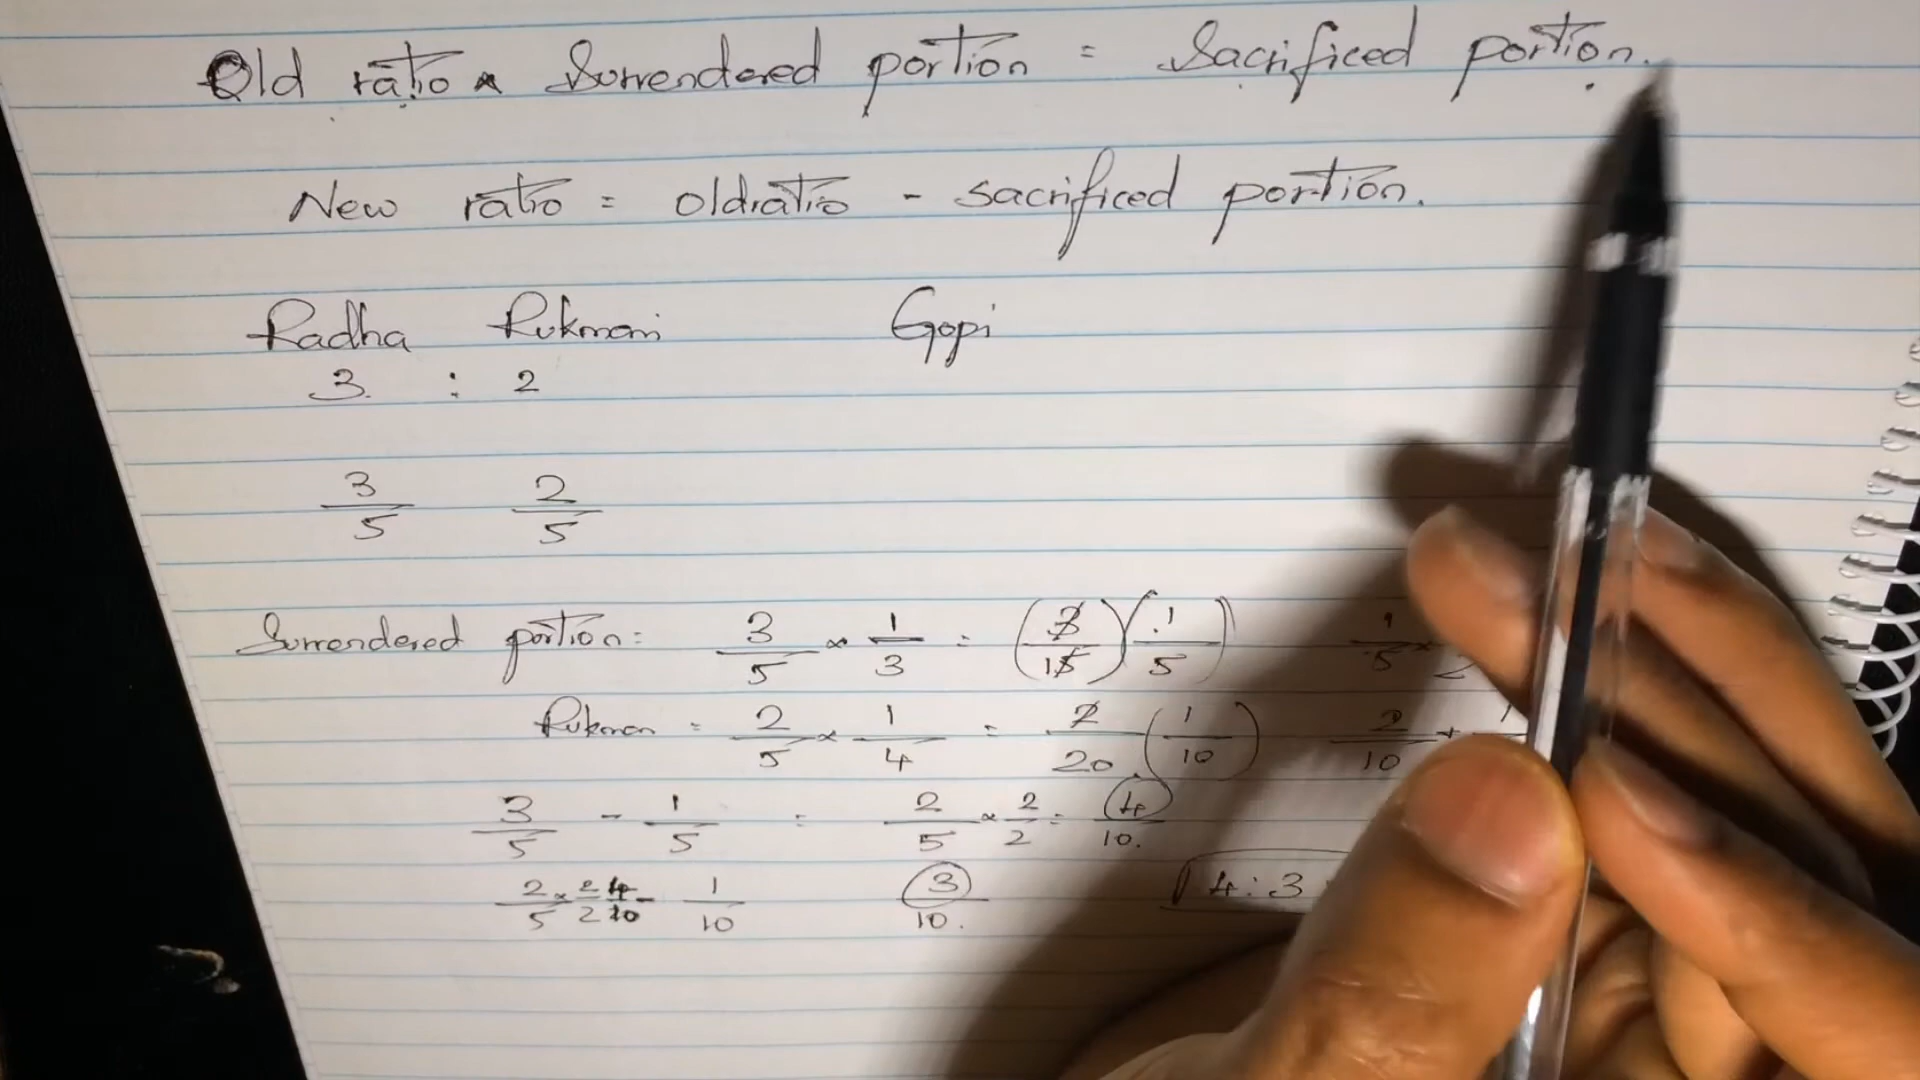 Old ratio × Surrendered portion = Sacrificed portion.
New ratio = old ratio - sacrificed portion.
Radha Rukmani Gopi
3 : 2
3/5 2/5
Surrendered portion: 3/5 × 1/3 = (3/15)(1/5) 1/5 ×
Rukman = 2/5 × 1/4 = 2/20 (1/10) 2/10 +
3/5 - 1/5 = 2/5 × 2/2 = 4/10.
2/5 × 2/2 4/10 - 1/10 3/10.
4:3